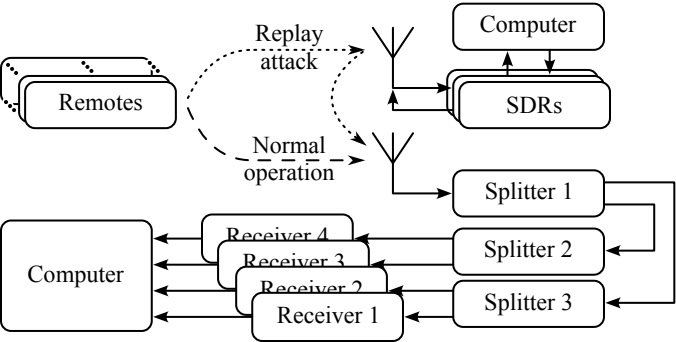 Replay
attack
Computer
Remotes
SDRs
Normal
operation
Splitter 1
Receiver 4
Splitter 2
Receiver 3
Computer
Receiver 2
Splitter 3
Receiver 1